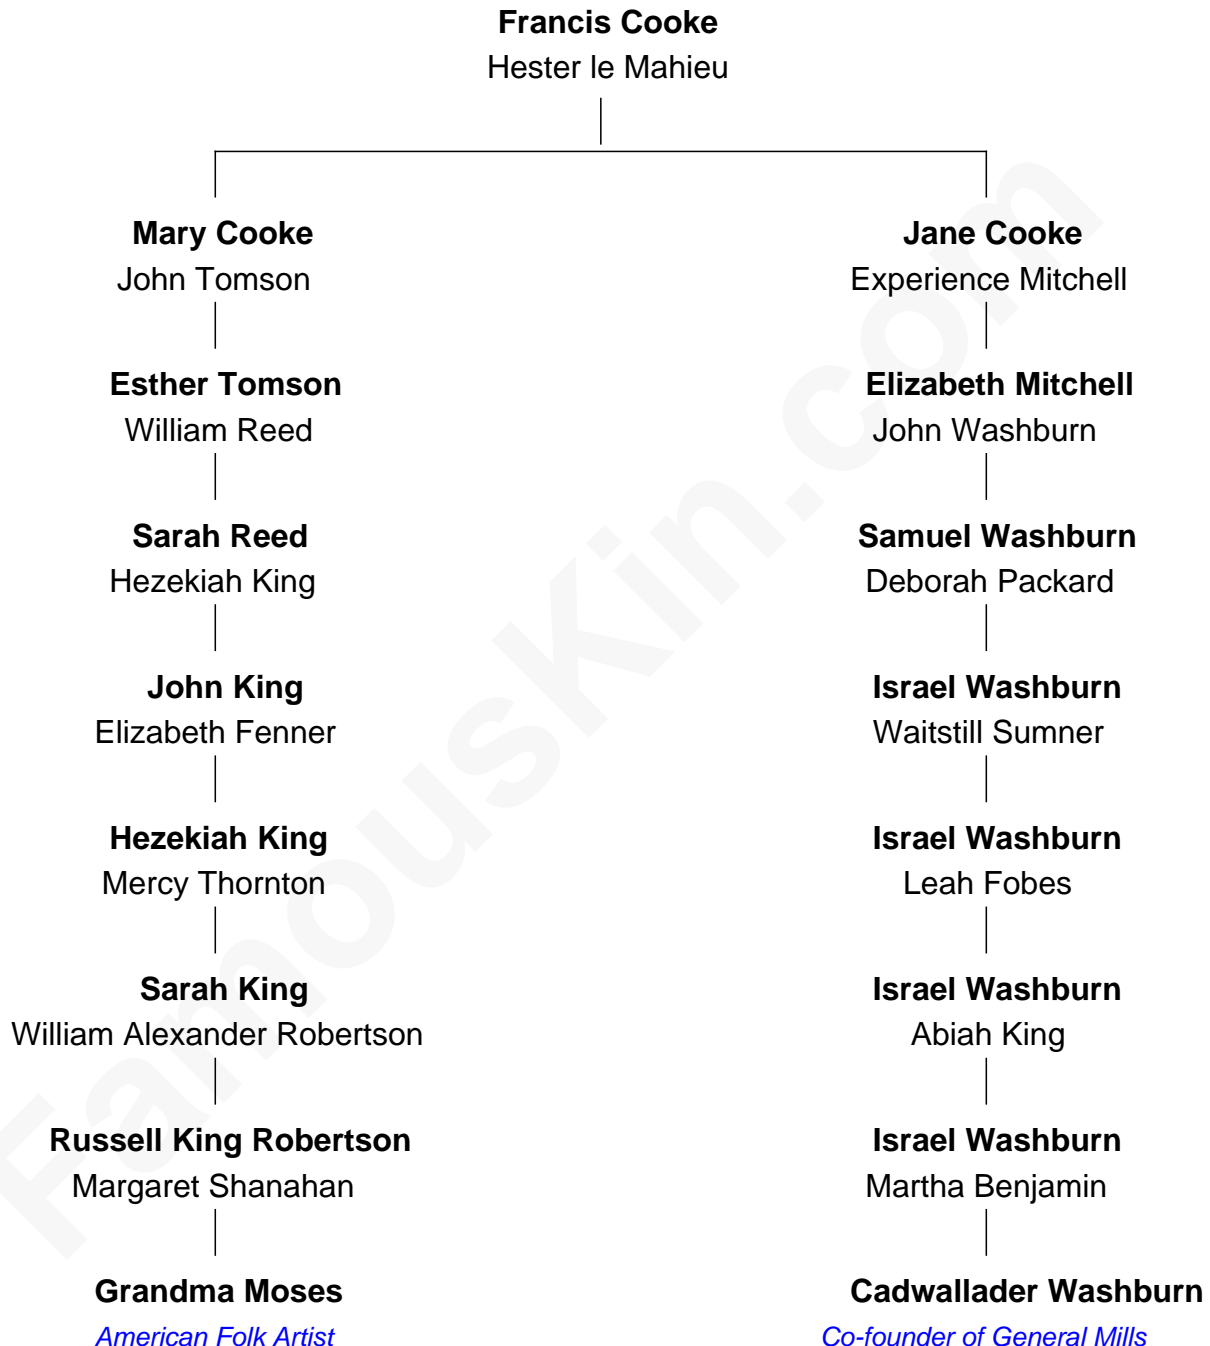 Francis Cooke
Hester le Mahieu
Mary Cooke
John Tomson
Jane Cooke
Experience Mitchell
Esther Tomson
William Reed
Elizabeth Mitchell
John Washburn
Sarah Reed
Hezekiah King
Samuel Washburn
Deborah Packard
John King
Elizabeth Fenner
Israel Washburn
Waitstill Sumner
Hezekiah King
Mercy Thornton
Israel Washburn
Leah Fobes
Sarah King
William Alexander Robertson
Israel Washburn
Abiah King
Russell King Robertson
Margaret Shanahan
Israel Washburn
Martha Benjamin
Grandma Moses
American Folk Artist
Cadwallader Washburn
Co-founder of General Mills
FamousKin.com